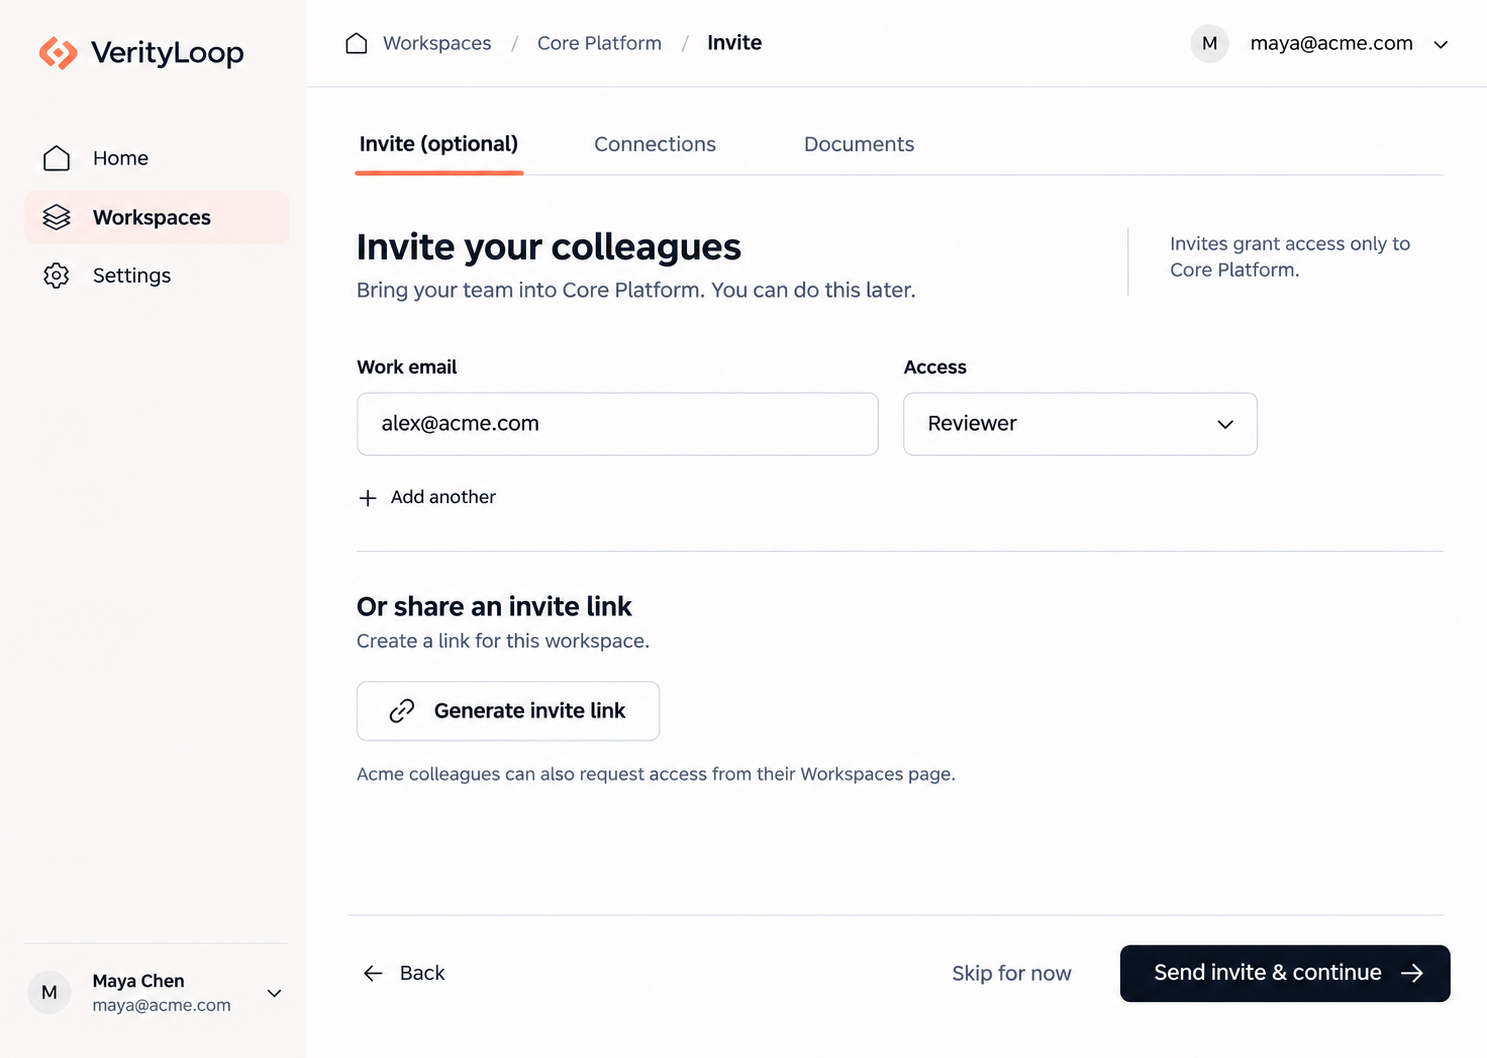 VerityLoop
Home
Workspaces
Settings
M
Maya Chen
maya@acme.com
Workspaces / Core Platform / Invite
M maya@acme.com
Invite (optional) Connections Documents
Invite your colleagues
Bring your team into Core Platform. You can do this later.
Invites grant access only to
Core Platform.
Work email
alex@acme.com
Access
Reviewer
+ Add another
Or share an invite link
Create a link for this workspace.
Generate invite link
Acme colleagues can also request access from their Workspaces page.
← Back
Skip for now
Send invite & continue →